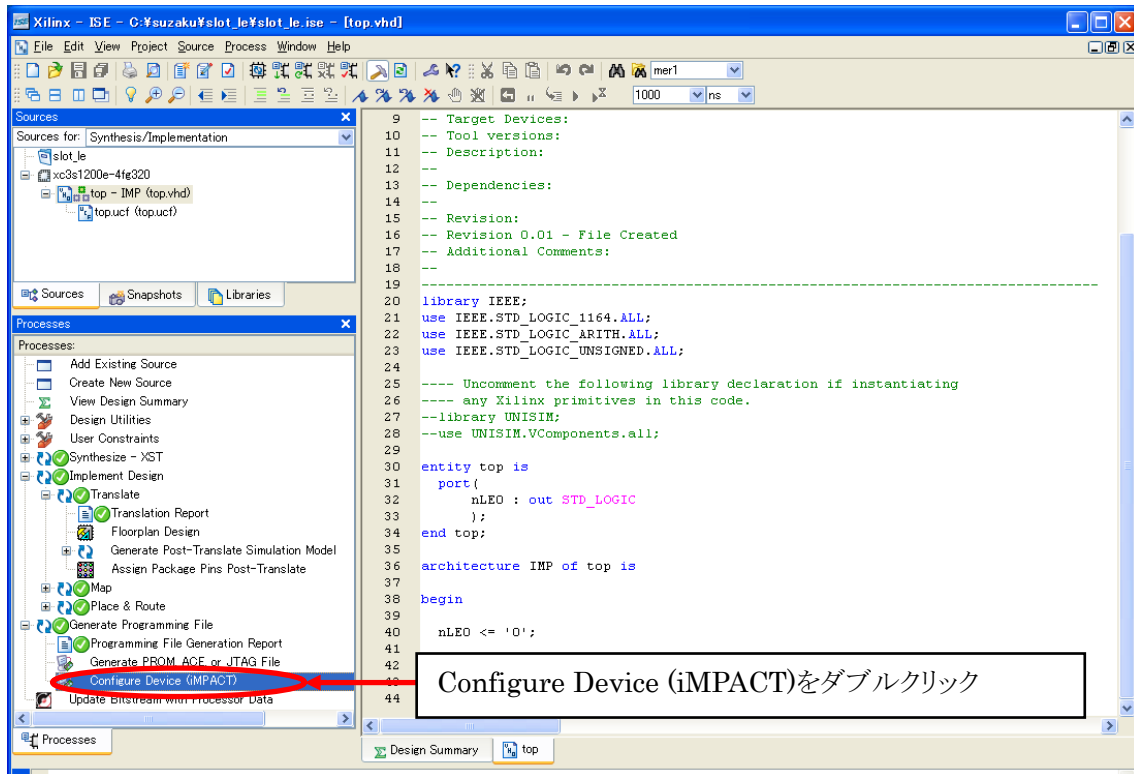 Xilinx - ISE - C:¥suzaku¥slot_le¥slot_le.ise - [top.vhd]
File Edit View Project Source Process Window Help
mer1
1000 ns
Sources
Sources for: Synthesis/Implementation
slot_le
xc3s1200e-4fg320
top - IMP (top.vhd)
top.ucf (top.ucf)
Sources Snapshots Libraries
Processes
Processes:
Add Existing Source
Create New Source
View Design Summary
Design Utilities
User Constraints
Synthesize - XST
Implement Design
Translate
Translation Report
Floorplan Design
Generate Post-Translate Simulation Model
Assign Package Pins Post-Translate
Map
Place & Route
Generate Programming File
Programming File Generation Report
Generate PROM, ACE, or JTAG File
Configure Device (iMPACT)
Update Bitstream with Processor Data
Processes
9 -- Target Devices:
10 -- Tool versions:
11 -- Description:
12 --
13 -- Dependencies:
14 --
15 -- Revision:
16 -- Revision 0.01 - File Created
17 -- Additional Comments:
18 --
19 ----------------------------------------------------------------------------------
20 library IEEE;
21 use IEEE.STD_LOGIC_1164.ALL;
22 use IEEE.STD_LOGIC_ARITH.ALL;
23 use IEEE.STD_LOGIC_UNSIGNED.ALL;
24
25 ---- Uncomment the following library declaration if instantiating
26 ---- any Xilinx primitives in this code.
27 --library UNISIM;
28 --use UNISIM.VComponents.all;
29
30 entity top is
31 port(
32 nLE0 : out STD_LOGIC
33 );
34 end top;
35
36 architecture IMP of top is
37
38 begin
39
40 nLE0 <= '0';
41
42
44
Configure Device (iMPACT)をダブルクリック
Design Summary top